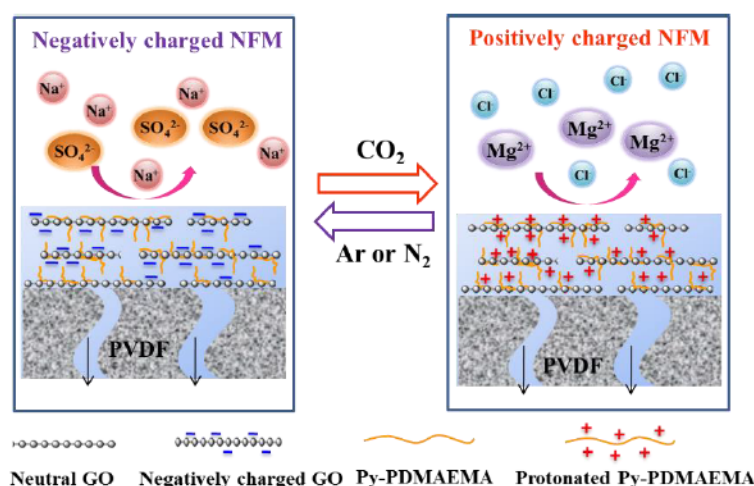 Negatively charged NFM
Na⁺
Na⁺
Na⁺
SO₄²⁻
SO₄²⁻
SO₄²⁻
Na⁺
Na⁺
PVDF
CO₂
Ar or N₂
Positively charged NFM
Cl⁻
Cl⁻
Cl⁻
Cl⁻
Mg²⁺
Mg²⁺
Mg²⁺
Cl⁻
Cl⁻
PVDF
Neutral GO
Negatively charged GO
Py-PDMAEMA
Protonated Py-PDMAEMA